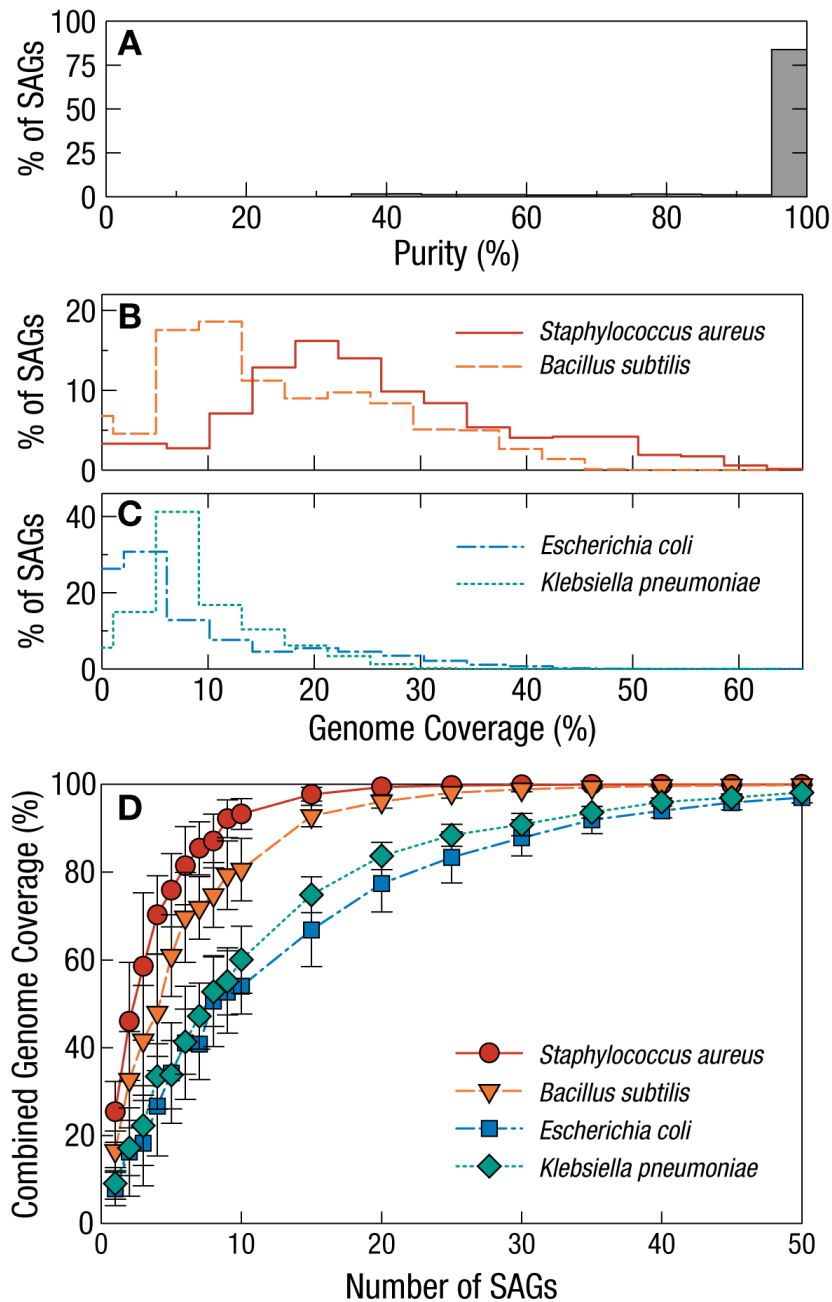 A
% of SAGs
100
75
50
25
0
0 20 40 60 80 100
Purity (%)
B
% of SAGs
20
10
0
Staphylococcus aureus
Bacillus subtilis
C
% of SAGs
40
20
0
Escherichia coli
Klebsiella pneumoniae
0 10 20 30 40 50 60
Genome Coverage (%)
D
Combined Genome Coverage (%)
100
80
60
40
20
0
Staphylococcus aureus
Bacillus subtilis
Escherichia coli
Klebsiella pneumoniae
0 10 20 30 40 50
Number of SAGs